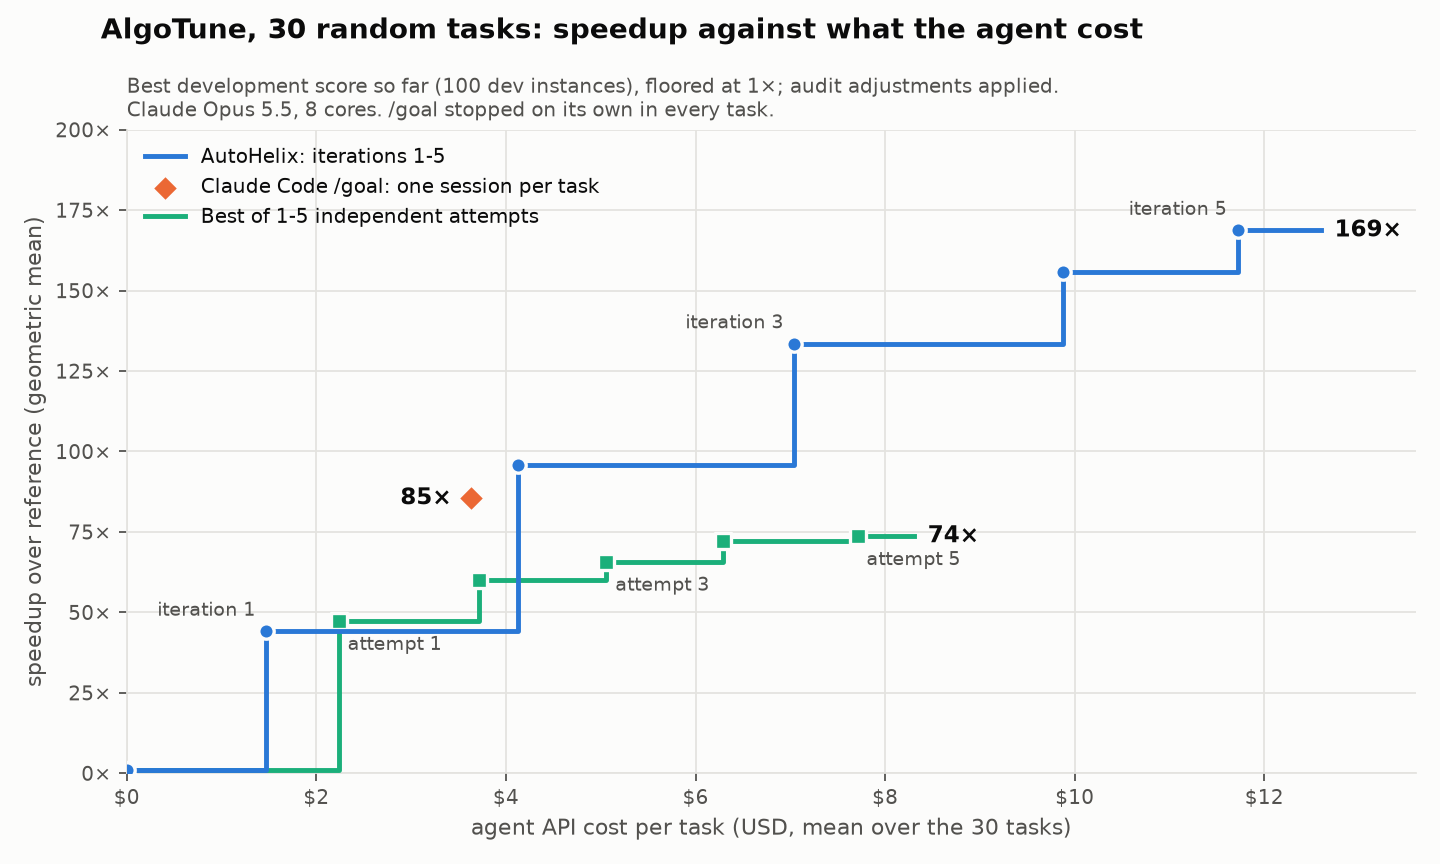 AlgoTune, 30 random tasks: speedup against what the agent cost
Best development score so far (100 dev instances), floored at 1×; audit adjustments applied.
Claude Opus 5.5, 8 cores. /goal stopped on its own in every task.
200×
175×
150×
125×
100×
75×
50×
25×
0×
speedup over reference (geometric mean)
AutoHelix: iterations 1-5
Claude Code /goal: one session per task
Best of 1-5 independent attempts
iteration 5
169×
iteration 3
85×
74×
attempt 5
attempt 3
iteration 1
attempt 1
$0
$2
$4
$6
$8
$10
$12
agent API cost per task (USD, mean over the 30 tasks)